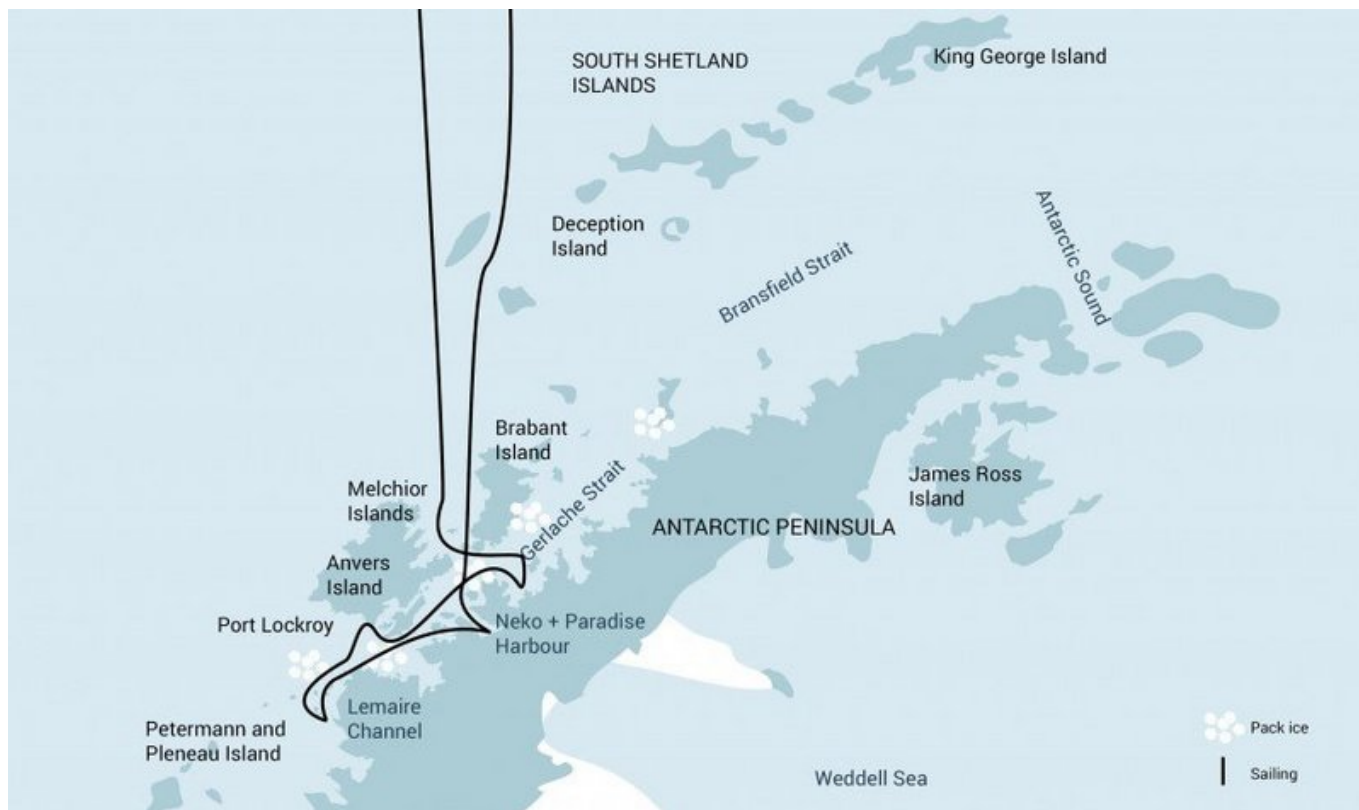 SOUTH SHETLAND
ISLANDS
King George Island
Deception
Island
Bransfield Strait
Antarctic Sound
Brabant
Island
Melchior
Islands
Gerlache Strait
James Ross
Island
ANTARCTIC PENINSULA
Anvers
Island
Port Lockroy
Neko + Paradise
Harbour
Lemaire
Channel
Petermann and
Pleneau Island
Weddell Sea
Pack ice
Sailing